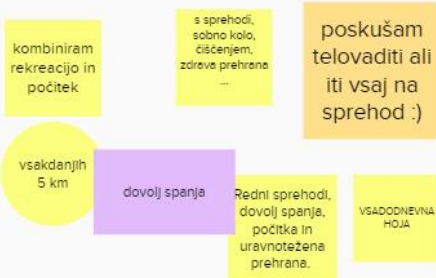 kombiniram
rekreacijo in
počitek
s sprehodi,
sobno kolo,
čiščenjem,
zdrava prehrana
...
poskušam
telovaditi ali
iti vsaj na
sprehod :)
vsakdanjih
5 km
dovolj spanja
Redni sprehodi,
dovolj spanja,
počitka in
uravnotežena
prehrana.
VSADODNEVNA
HOJA